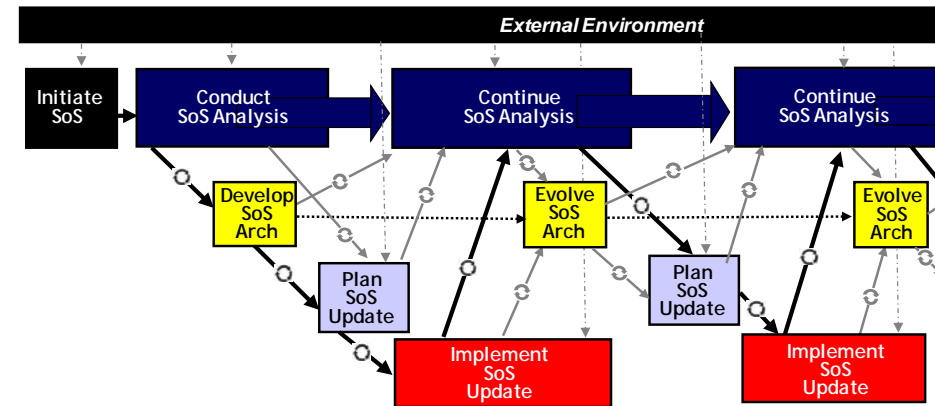 External Environment
Initiate
SoS
Conduct
SoS Analysis
Continue
SoS Analysis
Continue
SoS Analysis
Develop
SoS
Arch
Evolve
SoS
Arch
Evolve
SoS
Arch
Plan
SoS
Update
Plan
SoS
Update
Implement
SoS
Update
Implement
SoS
Update